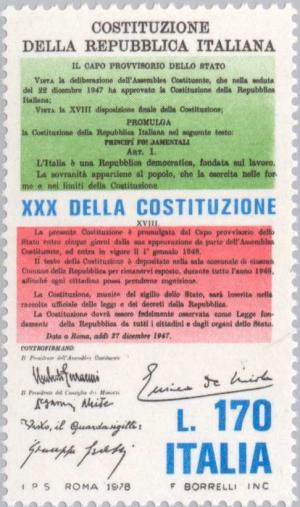 COSTITUZIONE
DELLA REPUBBLICA ITALIANA
IL CAPO PROVVISORIO DELLO STATO
VISTA la deliberazione dell'Assemblea Costituente, che nella seduta
del 22 dicembre 1947 ha approvato la Costituzione della Repubblica
Italiana;
VISTA la XVIII disposizione finale della Costituzione;
PROMULGA
la Costituzione della Repubblica Italiana nel seguente testo:
PRINCIPÎ FONDAMENTALI
ART. 1.
L'Italia è una Repubblica democratica, fondata sul lavoro.
La sovranità appartiene al popolo, che la esercita nelle for
me e nei limiti della Costituzione
XXX DELLA COSTITUZIONE
XVIII
La presente Costituzione è promulgata dal Capo provvisorio dello
Stato entro cinque giorni dalla sua approvazione da parte dell'Assemblea
Costituente, ed entra in vigore il 1° gennaio 1948.
Il testo della Costituzione è depositato nella sala comunale di ciascun
Comune della Repubblica per rimanervi esposto, durante tutto l'anno 1948,
affinché ogni cittadino possa prenderne cognizione.
La Costituzione, munita del sigillo dello Stato, sarà inserita nella
raccolta ufficiale delle leggi e dei decreti della Repubblica.
La Costituzione dovrà essere fedelmente osservata come Legge fon
damentale della Repubblica da tutti i cittadini e dagli organi dello Stato.
Data a Roma, addì 27 dicembre 1947.
CONTROFIRMANO:
Il Presidente dell'Assemblea Costituente
Enrico de Nicola
Il Presidente del Consiglio dei Ministri
Visto, il Guardasigilli:
Giuseppe Grassi
L. 170
ITALIA
I P S ROMA 1978 F BORRELLI INC